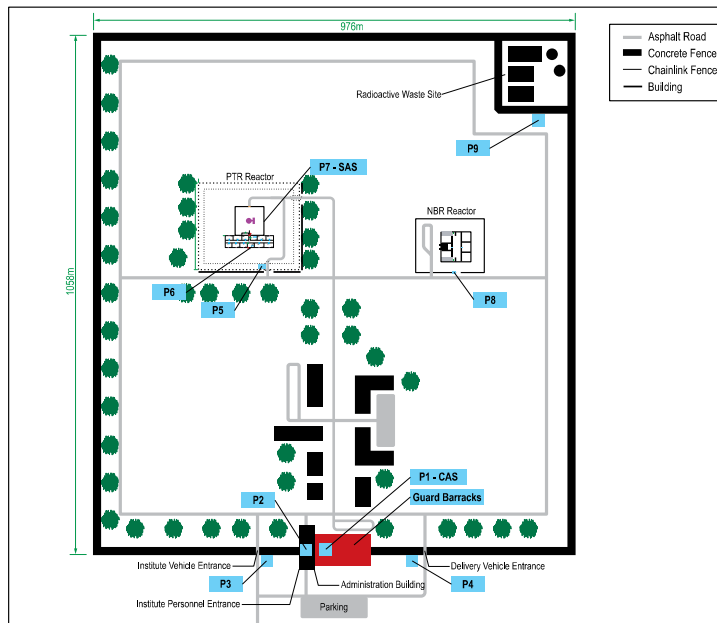 976m
Asphalt Road
Concrete Fence
Chainlink Fence
Building
Radioactive Waste Site
P9
P7 - SAS
PTR Reactor
NBR Reactor
1058m
P6
P5
P8
P1 - CAS
P2
Guard Barracks
Institute Vehicle Entrance
Delivery Vehicle Entrance
P3
Administration Building
P4
Institute Personnel Entrance
Parking